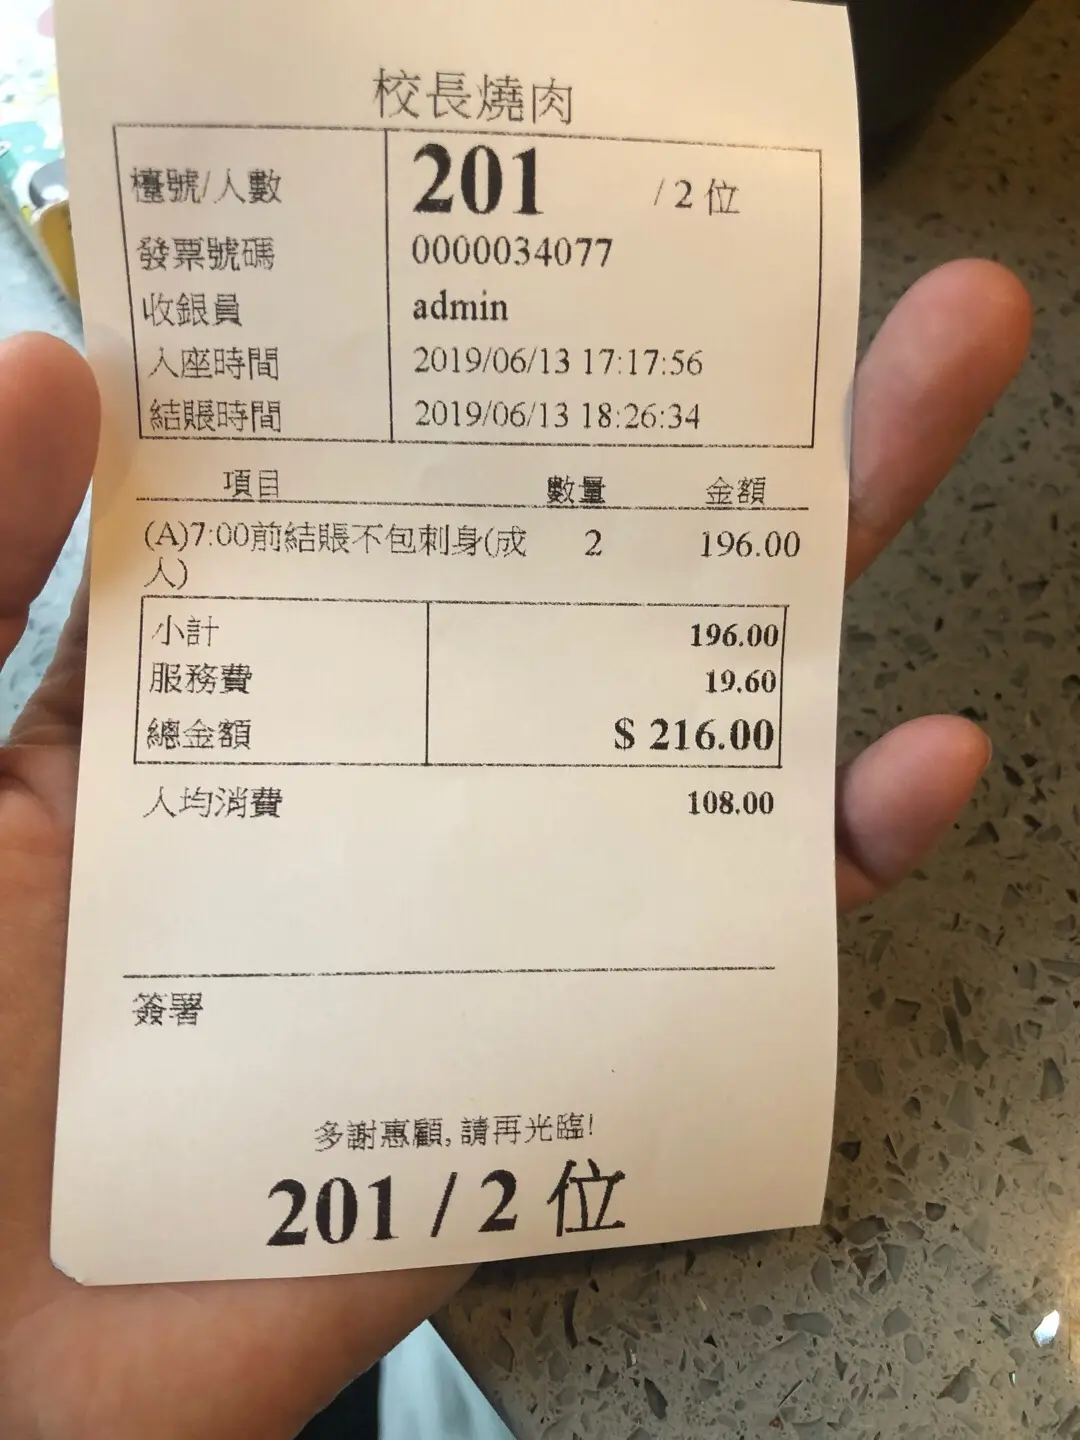 校長燒肉
檯號/人數 201 / 2 位
發票號碼 0000034077
收銀員 admin
入座時間 2019/06/13 17:17:56
結賬時間 2019/06/13 18:26:34
項目 數量 金額
(A)7:00前結賬不包刺身(成 2 196.00
人)
小計 196.00
服務費 19.60
總金額 $ 216.00
人均消費 108.00
簽署
多謝惠顧, 請再光臨!
201 / 2 位